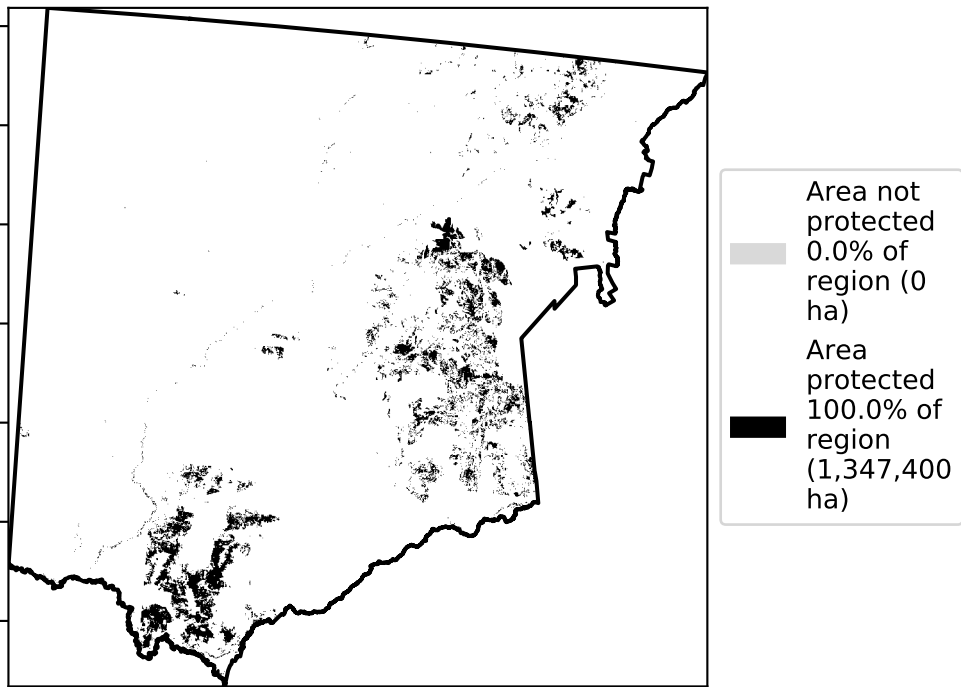 Area not
protected
0.0% of
region (0
ha)
Area
protected
100.0% of
region
(1,347,400
ha)